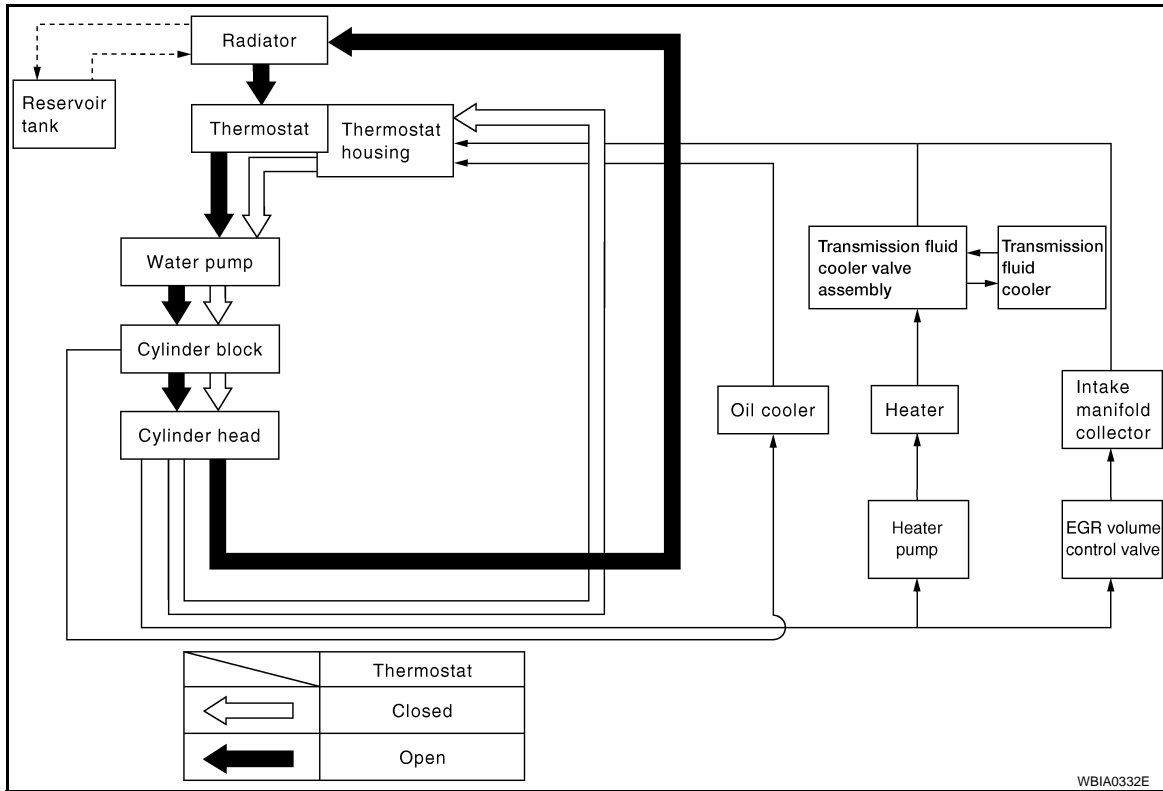 Radiator
Reservoir
tank
Thermostat
Thermostat
housing
Water pump
Transmission fluid
cooler valve
assembly
Transmission
fluid
cooler
Cylinder block
Oil cooler
Heater
Intake
manifold
collector
Cylinder head
Heater
pump
EGR volume
control valve
Thermostat
Closed
Open
WBIA0332E